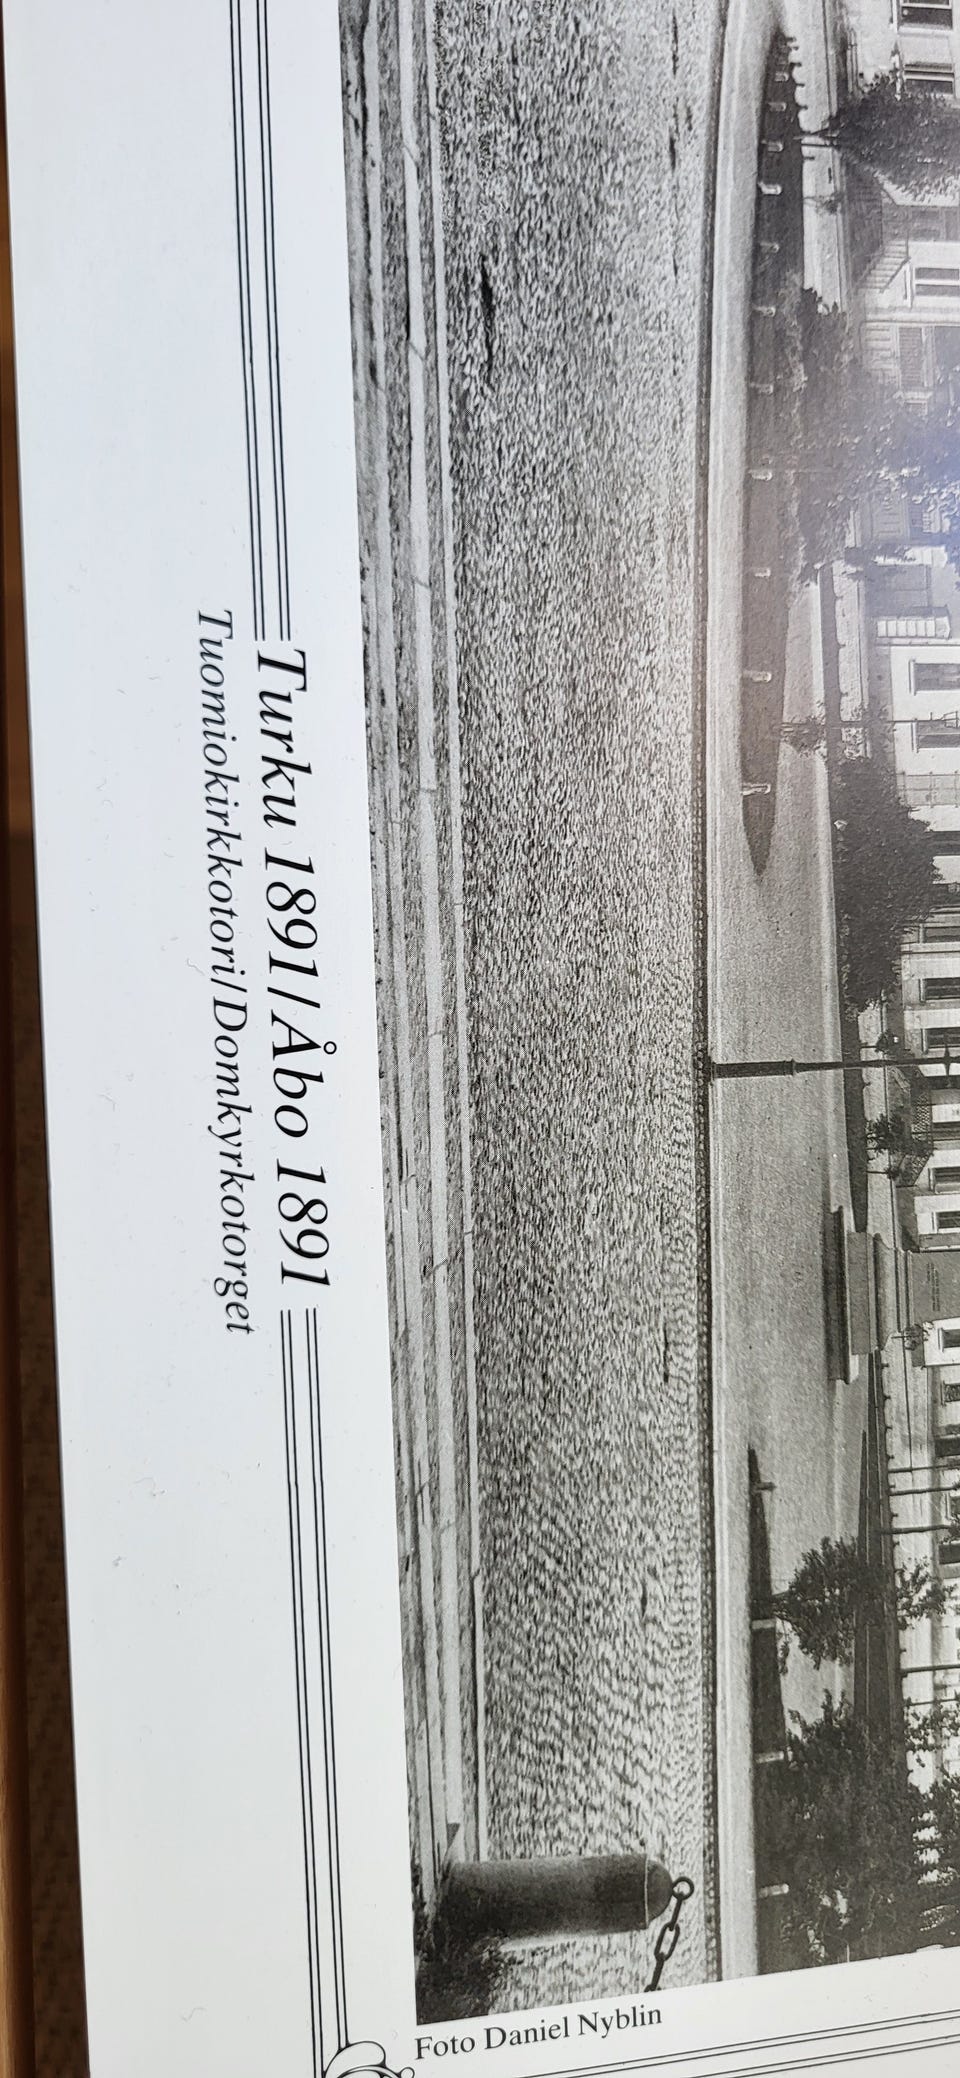 Turku 1891/Åbo 1891
Tuomiokirkkotori/Domkyrkotorget
Foto Daniel Nyblin